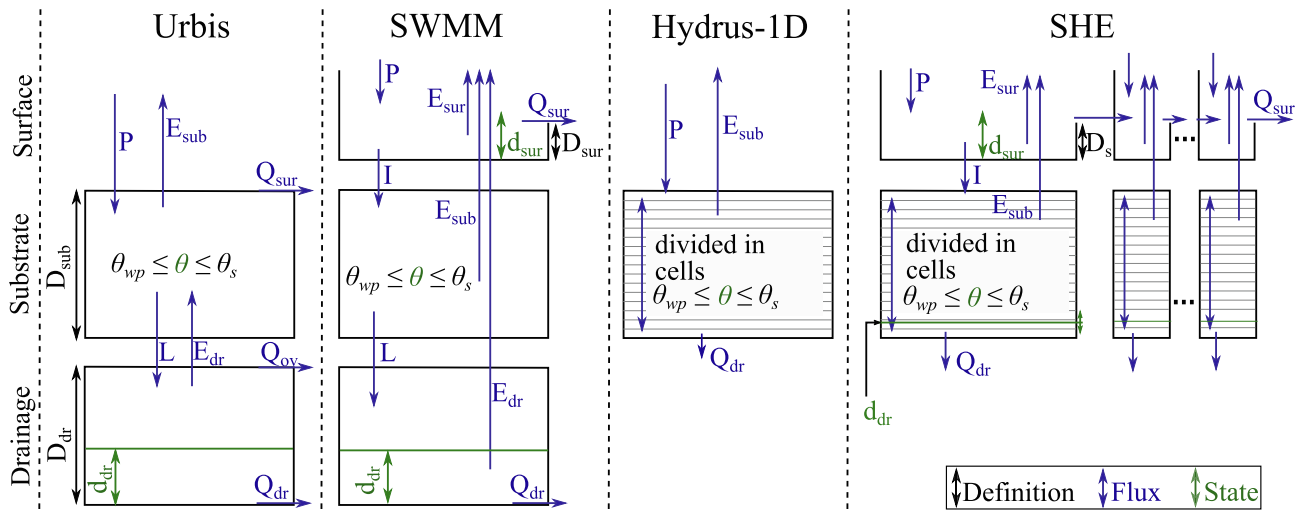 Urbis
SWMM
Hydrus-1D
SHE
Surface
Substrate
Drainage
P
E_sub
Q_sur
D_sub
θ_wp ≤ θ ≤ θ_s
L
E_dr
Q_ov
D_dr
d_dr
Q_dr
P
E_sur
Q_sur
d_sur
D_sur
I
E_sub
θ_wp ≤ θ ≤ θ_s
L
E_dr
d_dr
Q_dr
P
E_sub
divided in
cells
θ_wp ≤ θ ≤ θ_s
Q_dr
P
E_sur
d_sur
D_s
Q_sur
...
I
E_sub
divided in
cells
θ_wp ≤ θ ≤ θ_s
...
Q_dr
d_dr
Definition
Flux
State